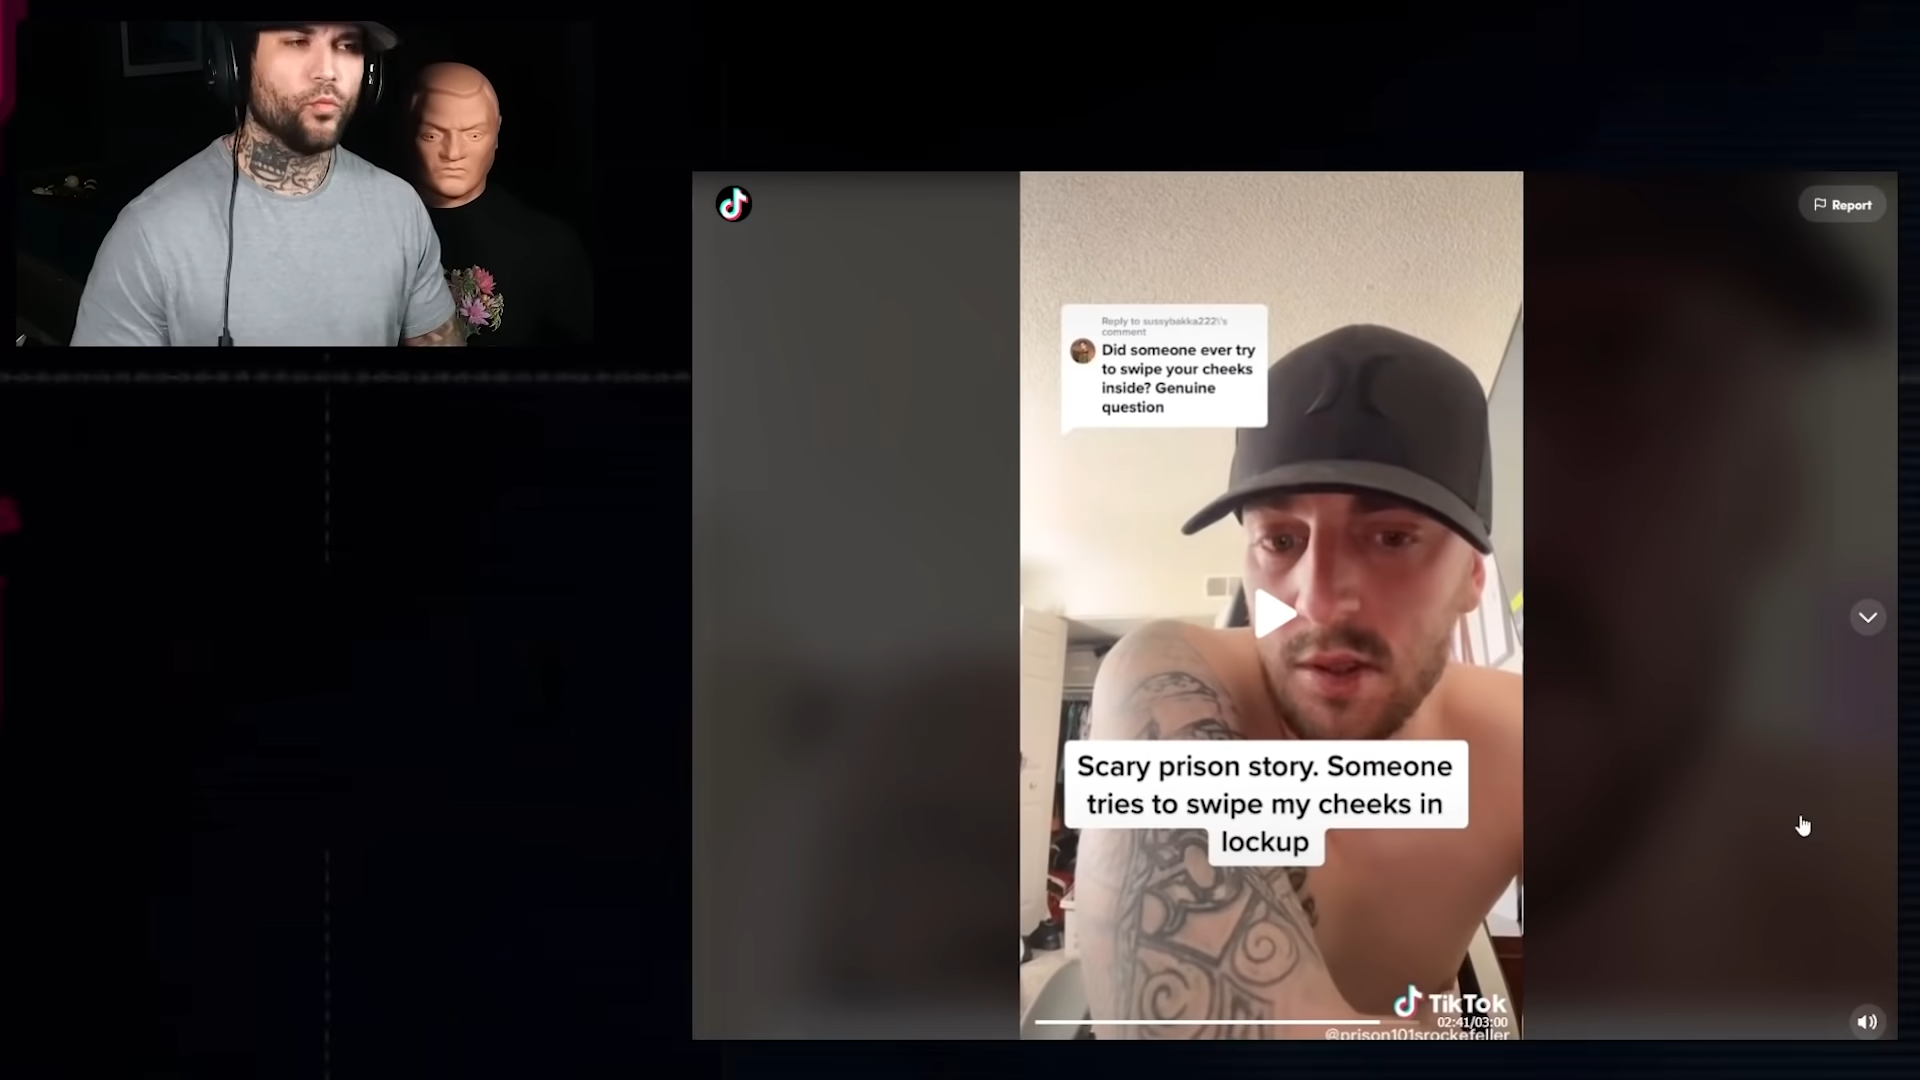 Report
Reply to sussybakka222\'s
comment
Did someone ever try
to swipe your cheeks
inside? Genuine
question
Scary prison story. Someone
tries to swipe my cheeks in
lockup
TikTok
02:41/03:00
@prison101srockefeller